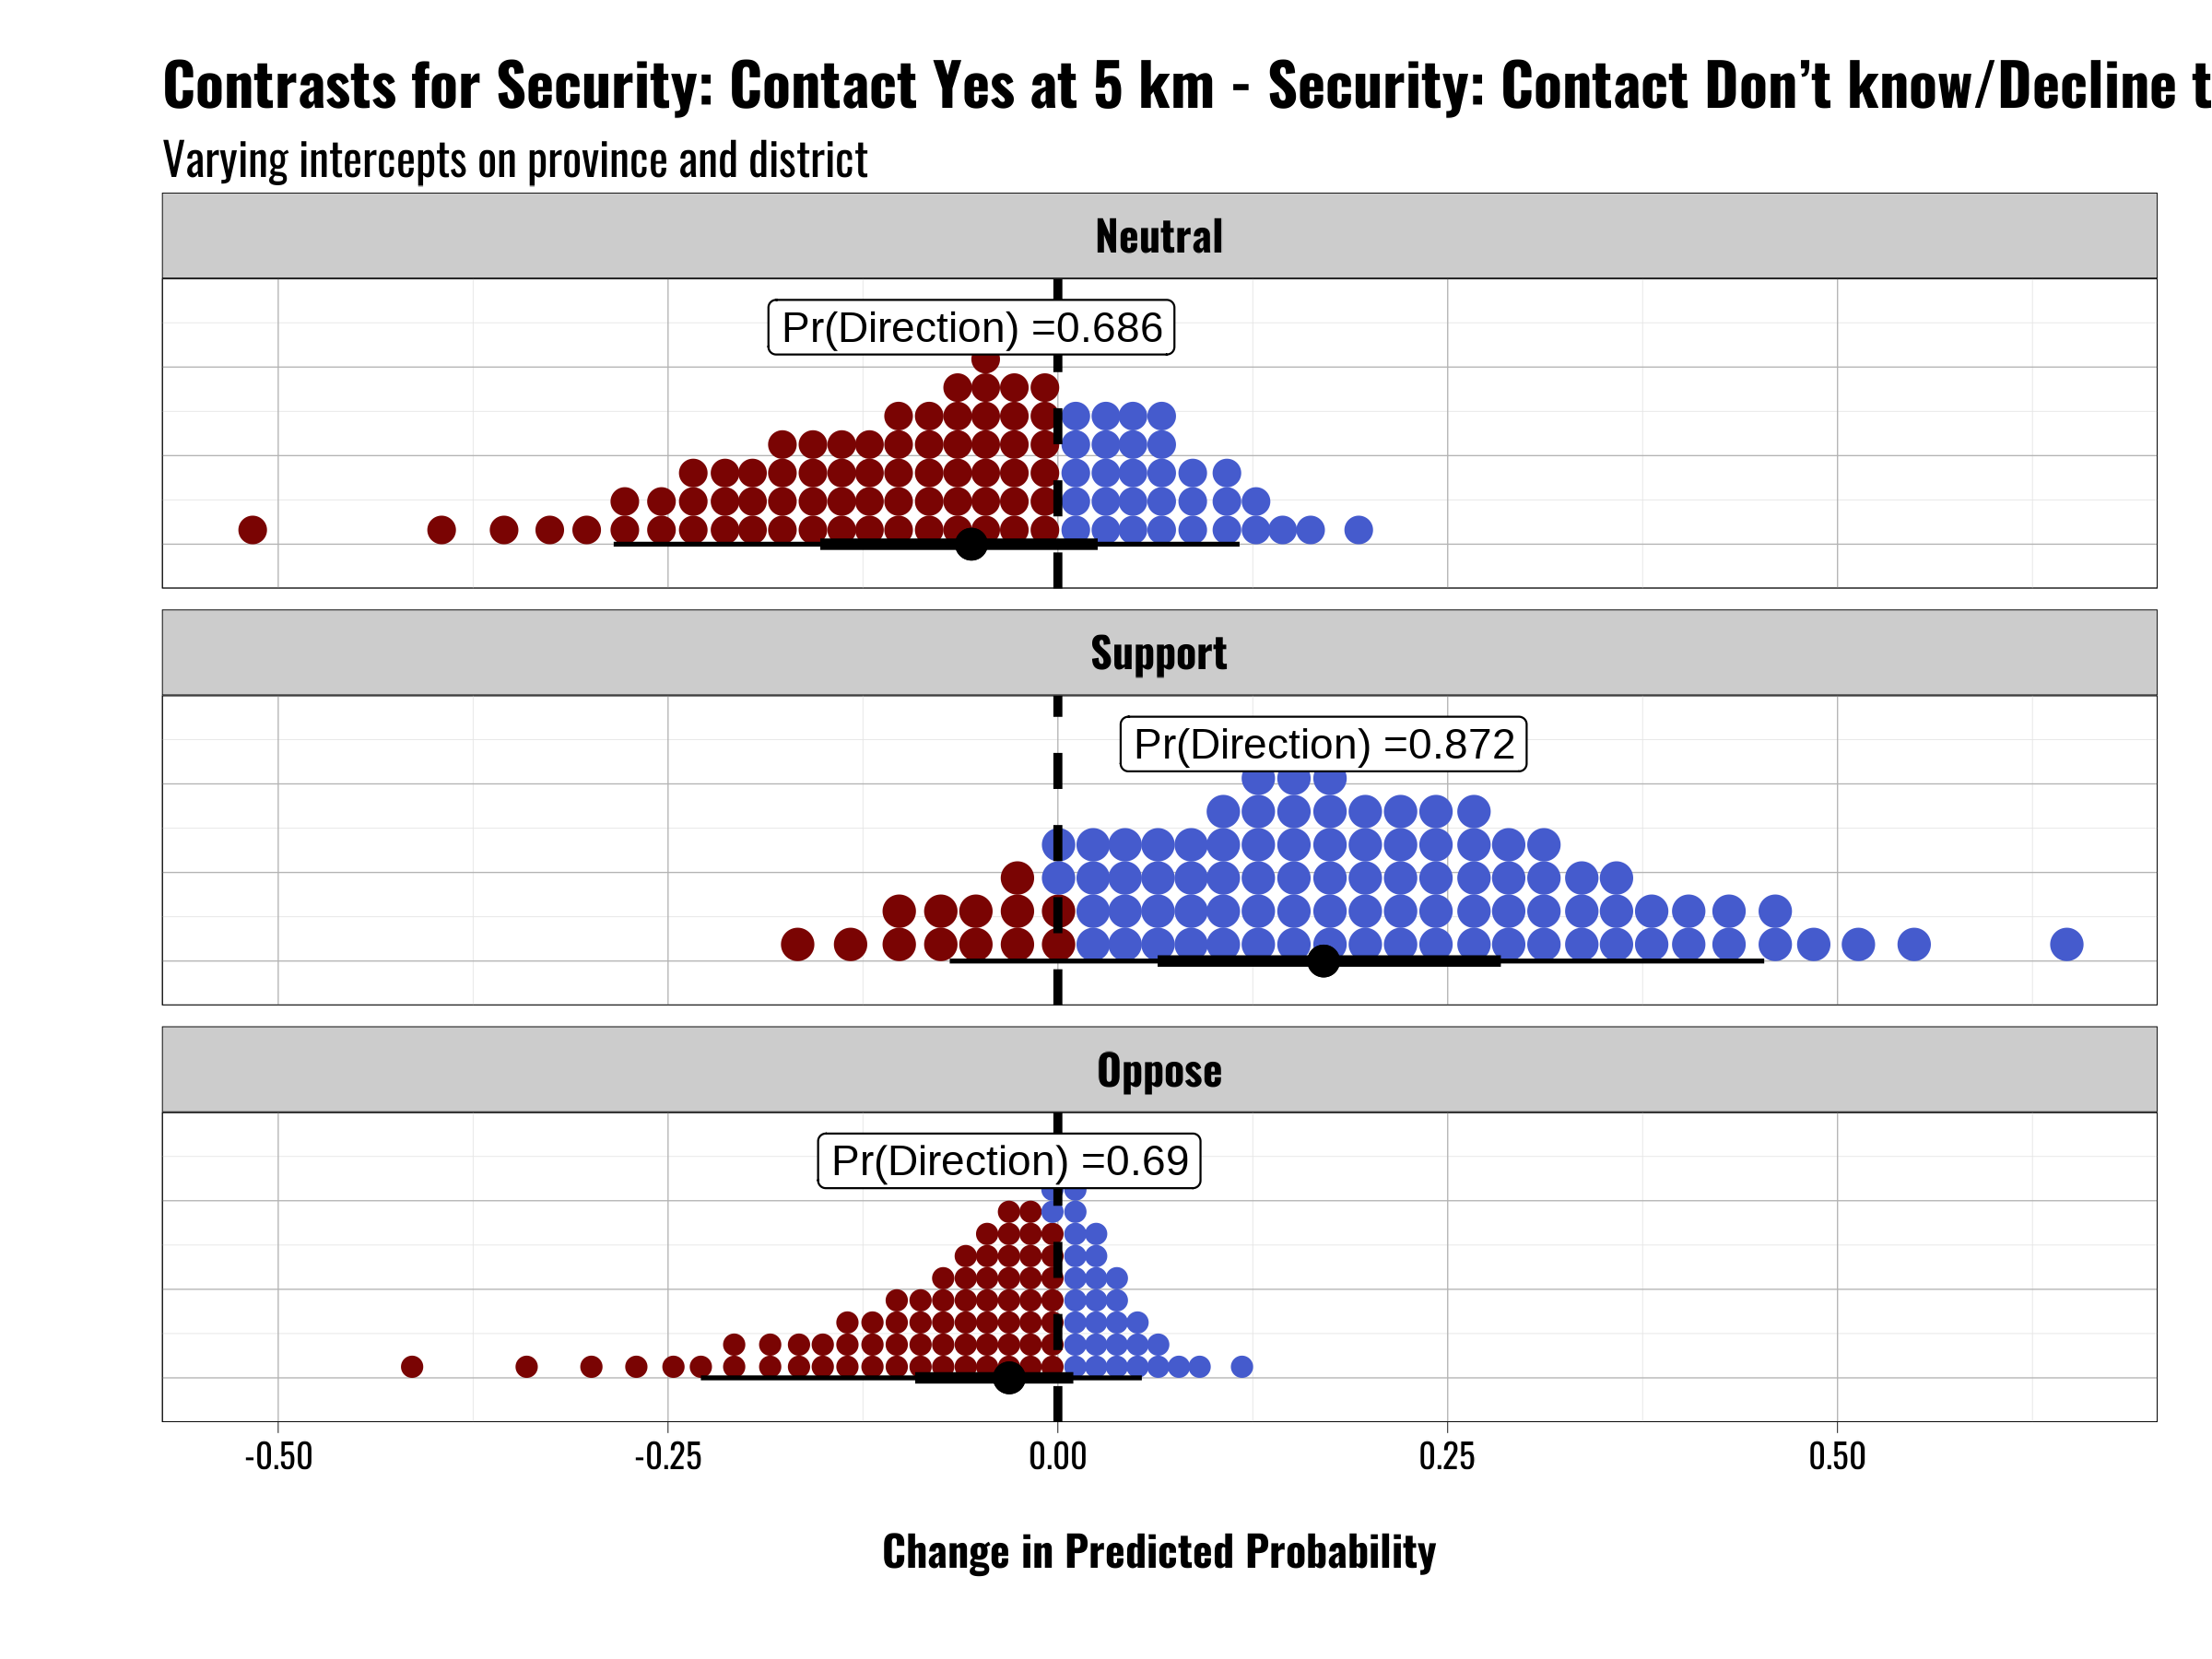 Contrasts for Security: Contact Yes at 5 km - Security: Contact Don’t know/Decline t
Varying intercepts on province and district
Neutral
Pr(Direction) =0.686
Support
Pr(Direction) =0.872
Oppose
Pr(Direction) =0.69
-0.50 -0.25 0.00 0.25 0.50
Change in Predicted Probability